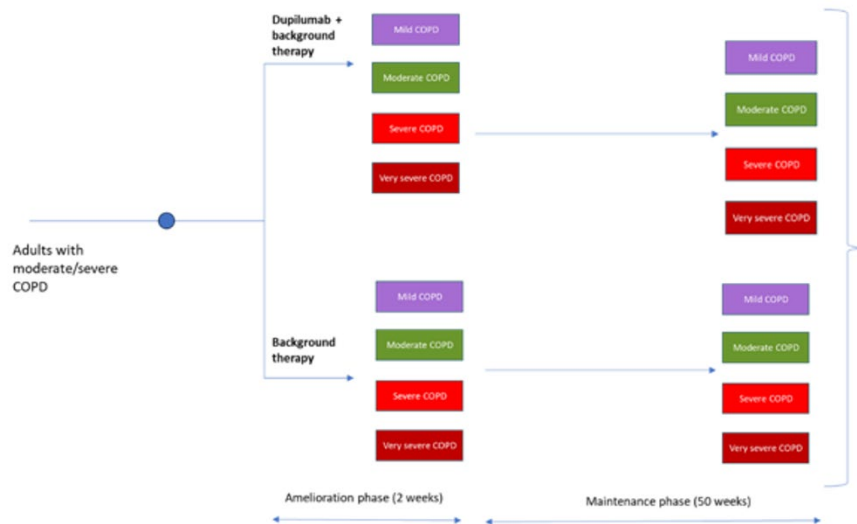 Dupilumab +
background
therapy
Mild COPD
Moderate COPD
Severe COPD
Very severe COPD
Mild COPD
Moderate COPD
Severe COPD
Very severe COPD
Adults with
moderate/severe
COPD
Background
therapy
Mild COPD
Moderate COPD
Severe COPD
Very severe COPD
Mild COPD
Moderate COPD
Severe COPD
Very severe COPD
Amelioration phase (2 weeks)
Maintenance phase (50 weeks)